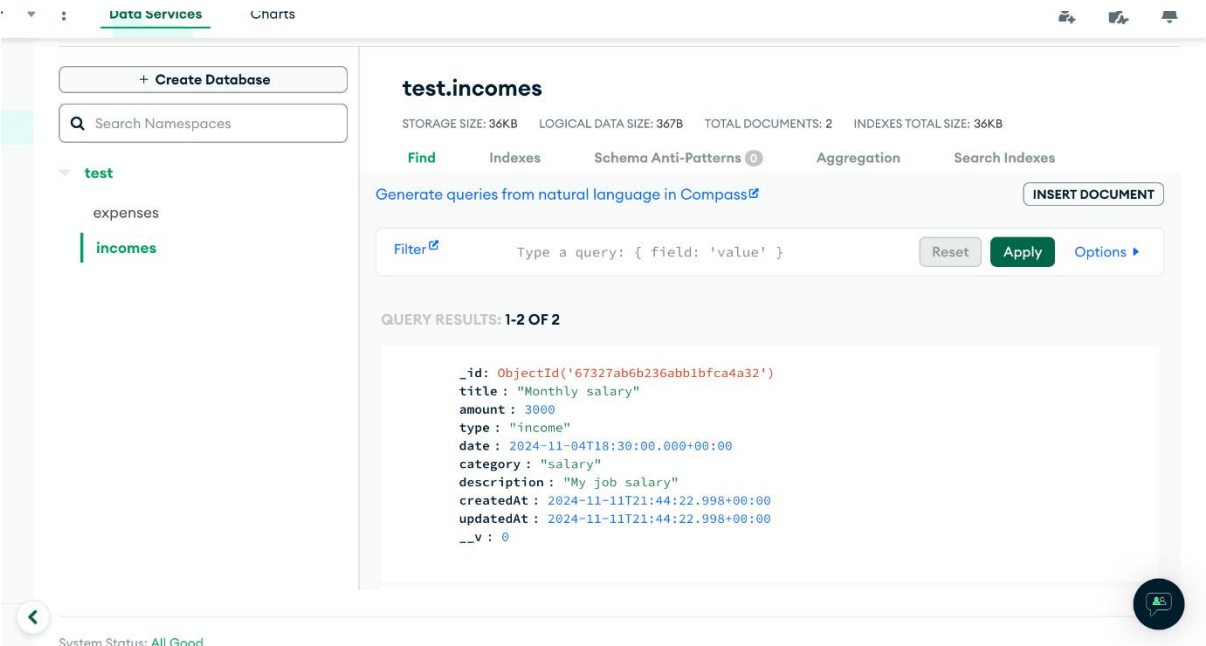 Data Services Charts
+ Create Database
Search Namespaces
test
expenses
incomes
test.incomes
STORAGE SIZE: 36KB LOGICAL DATA SIZE: 367B TOTAL DOCUMENTS: 2 INDEXES TOTAL SIZE: 36KB
Find Indexes Schema Anti-Patterns 0 Aggregation Search Indexes
Generate queries from natural language in Compass
INSERT DOCUMENT
Filter Type a query: { field: 'value' } Reset Apply Options
QUERY RESULTS: 1-2 OF 2
_id: ObjectId('67327ab6b236abb1bfca4a32')
title : "Monthly salary"
amount : 3000
type : "income"
date : 2024-11-04T18:30:00.000+00:00
category : "salary"
description : "My job salary"
createdAt : 2024-11-11T21:44:22.998+00:00
updatedAt : 2024-11-11T21:44:22.998+00:00
__v : 0
System Status: All Good